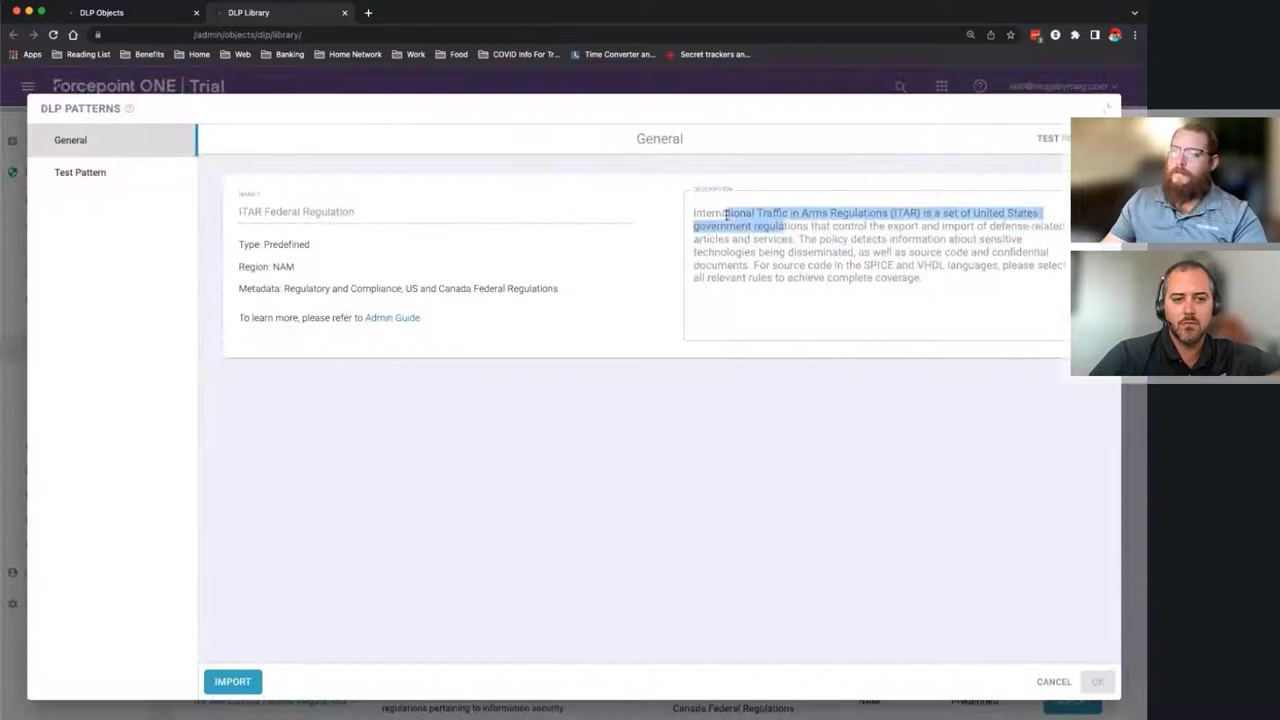 DLP Objects
DLP Library
/admin/objects/dlp/library/
Apps
Reading List
Benefits
Home
Web
Banking
Home Network
Work
Food
COVID Info For Tr...
Time Converter an...
Secret trackers an...
Forcepoint ONE | Trial
DLP PATTERNS
General
Test Pattern
General
TEST
NAME *
ITAR Federal Regulation
Type: Predefined
Region: NAM
Metadata: Regulatory and Compliance, US and Canada Federal Regulations
To learn more, please refer to Admin Guide
DESCRIPTION
International Traffic in Arms Regulations (ITAR) is a set of United States
government regulations that control the export and import of defense-related
articles and services. The policy detects information about sensitive
technologies being disseminated, as well as source code and confidential
documents. For source code in the SPICE and VHDL languages, please select
all relevant rules to achieve complete coverage.
IMPORT
CANCEL
OK
regulations pertaining to information security
Canada Federal Regulations
NAM
Predefined